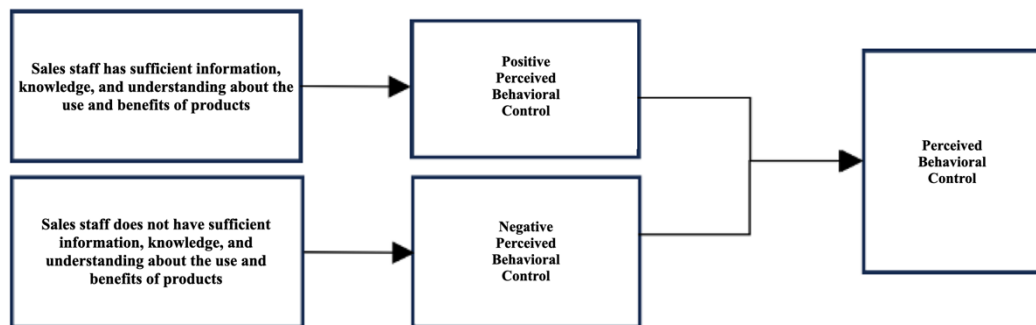 Sales staff has sufficient information,
knowledge, and understanding about the
use and benefits of products
Positive
Perceived
Behavioral
Control
Sales staff does not have sufficient
information, knowledge, and
understanding about the use and
benefits of products
Negative
Perceived
Behavioral
Control
Perceived
Behavioral
Control